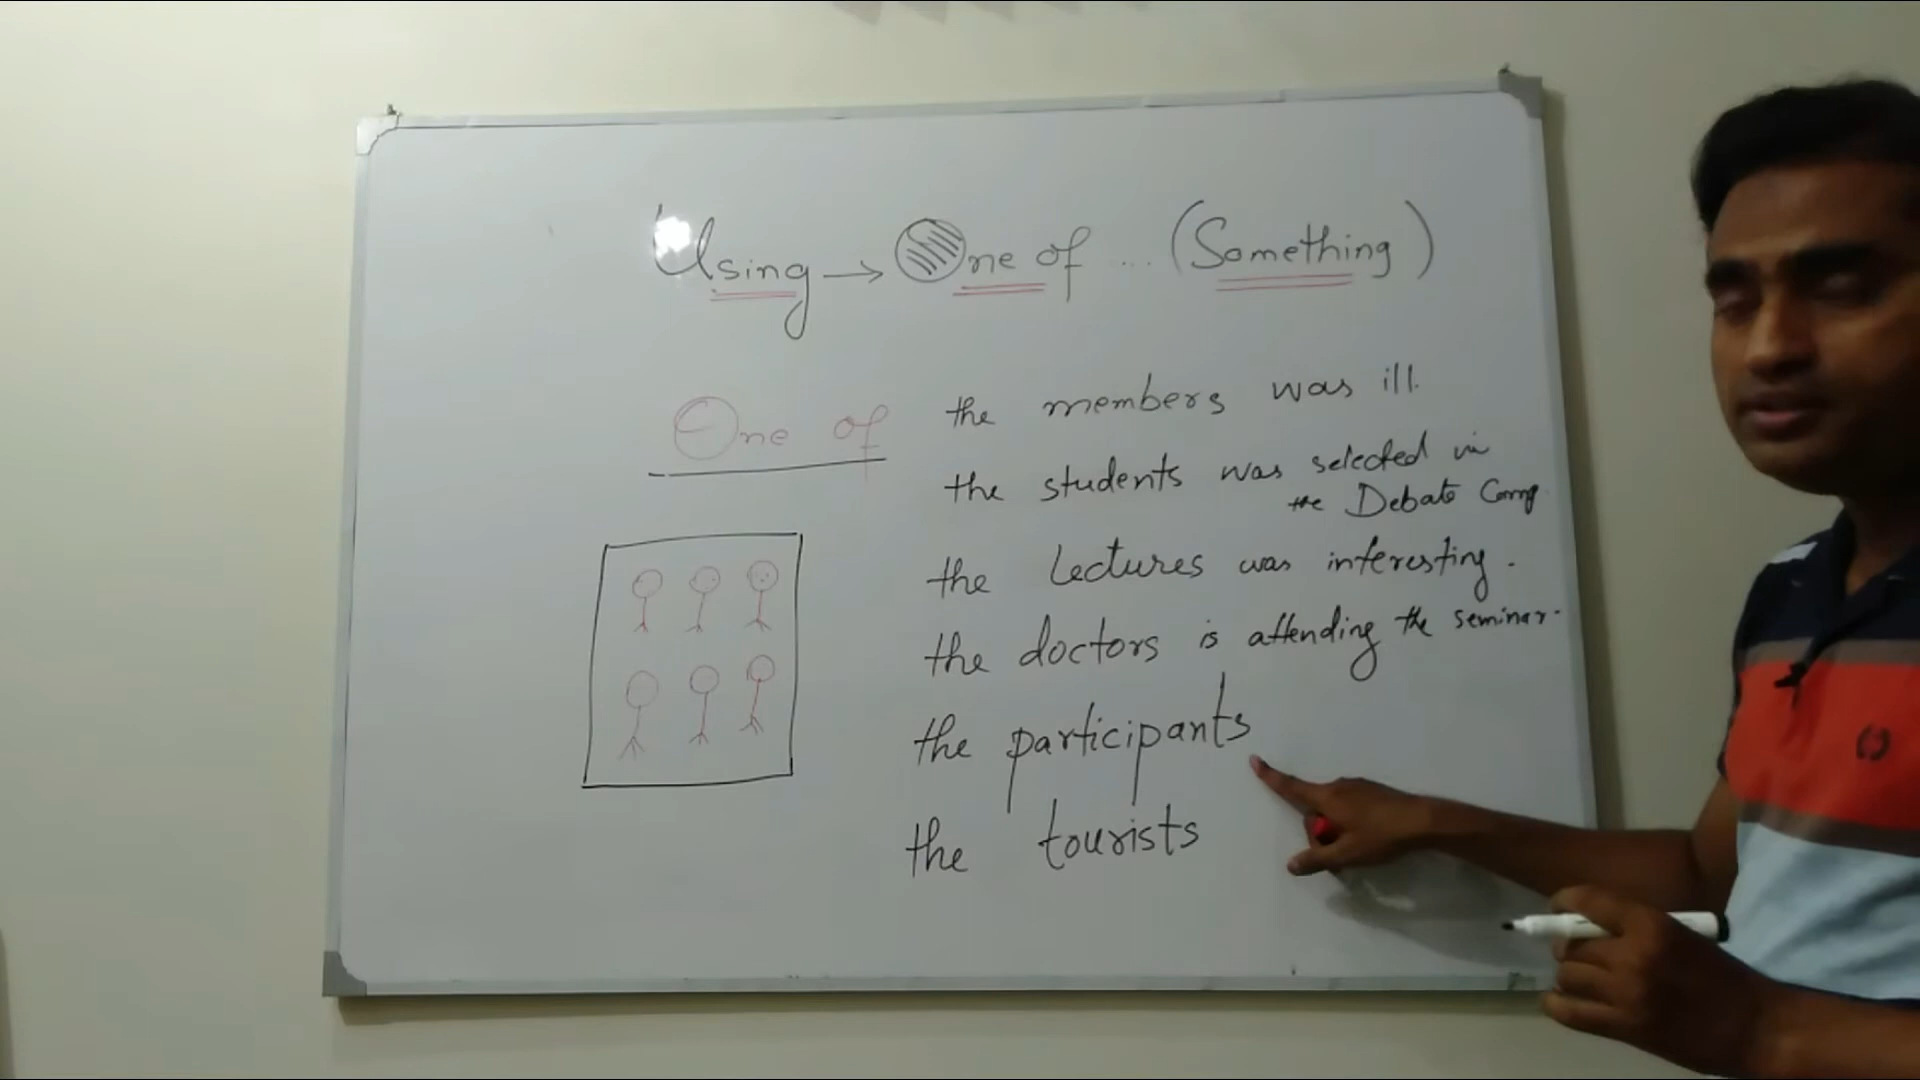 Using → One of ... (Something)
One of
the members was ill.
the students was selected in
the Debate Comp
the Lectures was interesting.
the doctors is attending the seminar.
the participants
the tourists